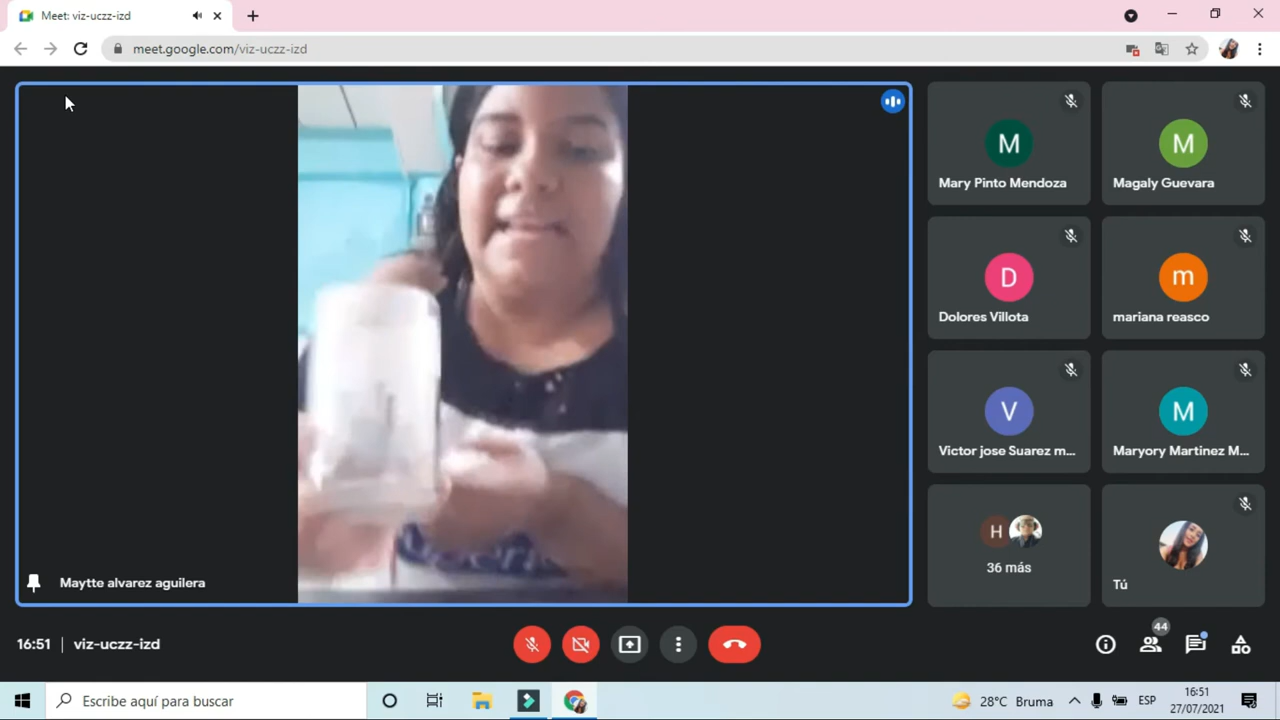 Meet: viz-uczz-izd
meet.google.com/viz-uczz-izd
M
Mary Pinto Mendoza
M
Magaly Guevara
D
Dolores Villota
m
mariana reasco
V
Victor jose Suarez m...
M
Maryory Martinez M...
H
36 más
Tú
Maytte alvarez aguilera
16:51 | viz-uczz-izd
44
Escribe aquí para buscar
28°C Bruma
ESP
16:51
27/07/2021